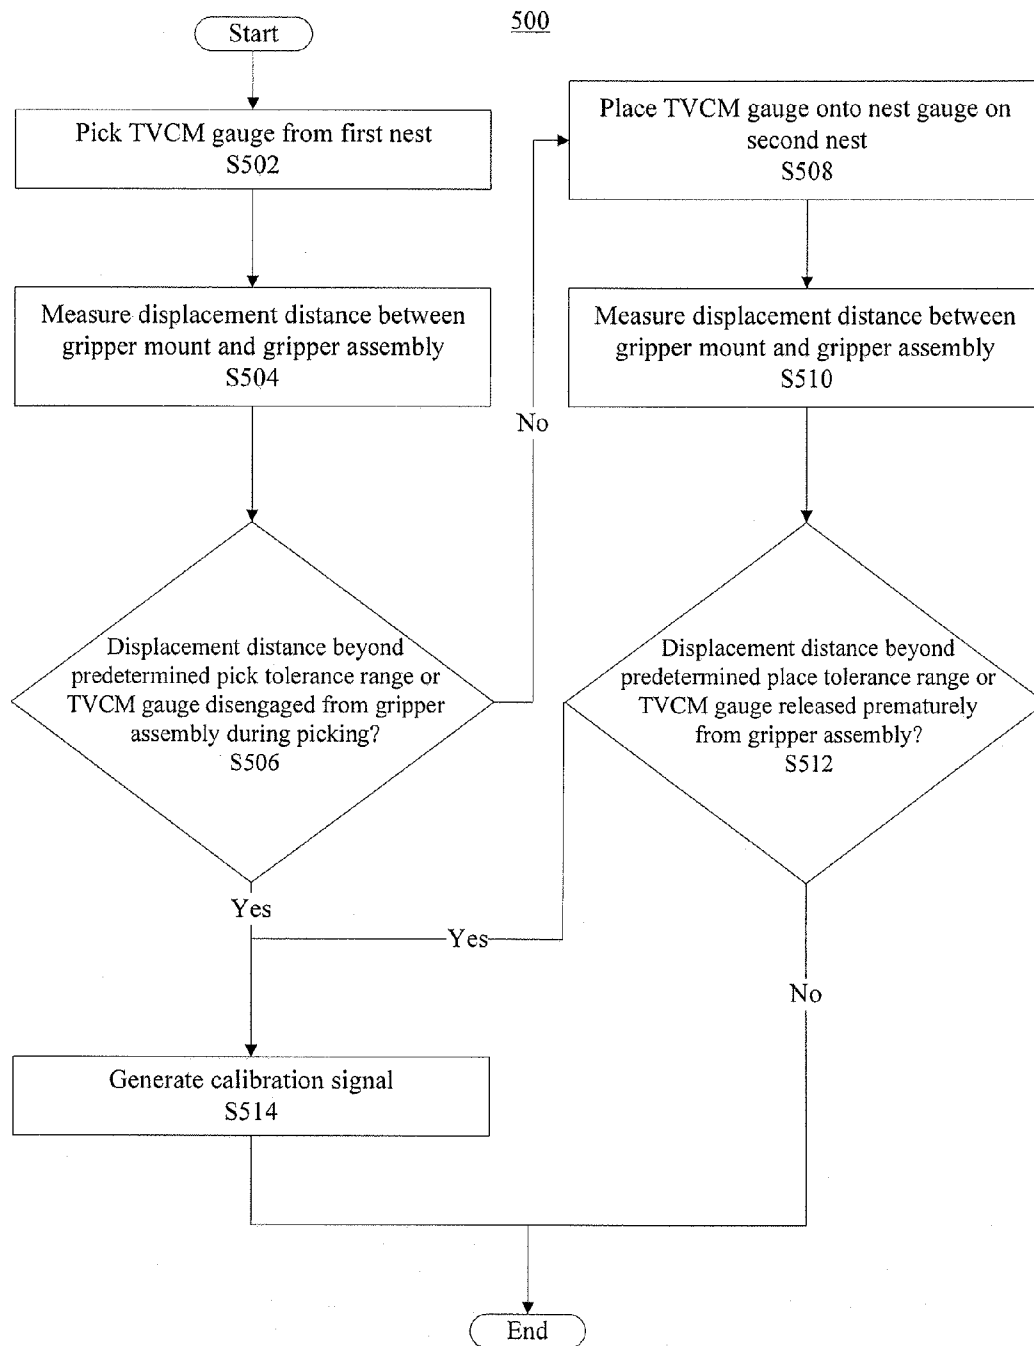 500
Start
Pick TVCM gauge from first nest
S502
Measure displacement distance between
gripper mount and gripper assembly
S504
Displacement distance beyond
predetermined pick tolerance range or
TVCM gauge disengaged from gripper
assembly during picking?
S506
No
Yes
Place TVCM gauge onto nest gauge on
second nest
S508
Measure displacement distance between
gripper mount and gripper assembly
S510
Displacement distance beyond
predetermined place tolerance range or
TVCM gauge released prematurely
from gripper assembly?
S512
Yes
No
Generate calibration signal
S514
End